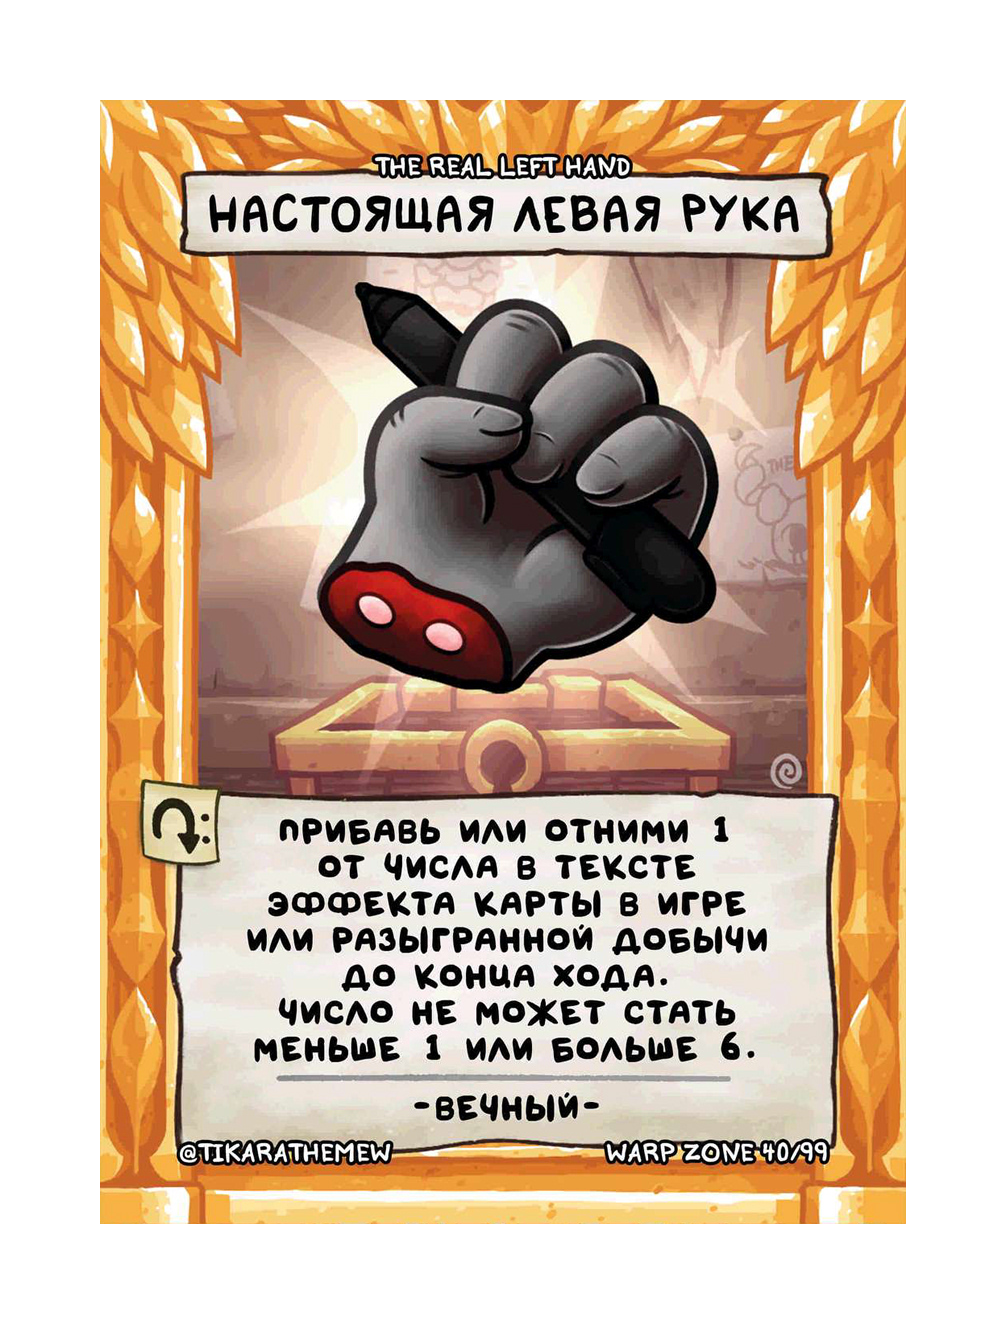 THE REAL LEFT HAND
НАСТОЯЩАЯ ЛЕВАЯ РУКА
THE
ПРИБАВЬ ИЛИ ОТНИМИ 1
ОТ ЧИСЛА В ТЕКСТЕ
ЭФФЕКТА КАРТЫ В ИГРЕ
ИЛИ РАЗЫГРАННОЙ ДОБЫЧИ
ДО КОНЦА ХОДА.
ЧИСЛО НЕ МОЖЕТ СТАТЬ
МЕНЬШЕ 1 ИЛИ БОЛЬШЕ 6.
-ВЕЧНЫЙ-
@TIKARATHEMEW
WARP ZONE 40/99